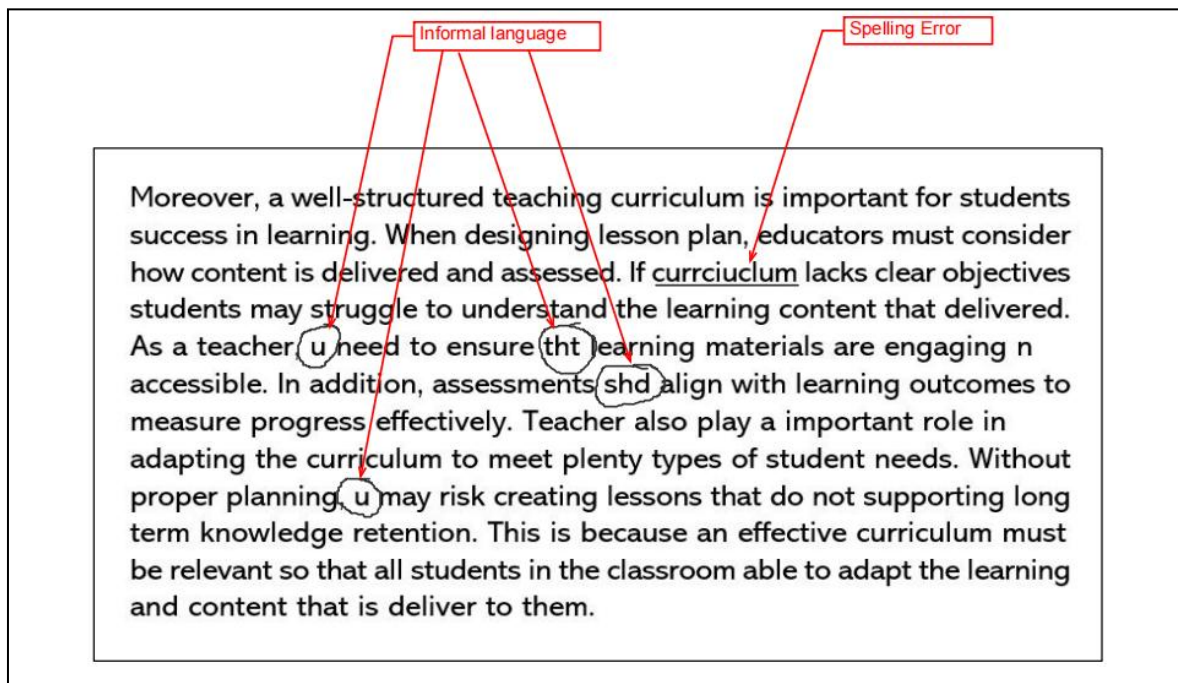 Informal language
Spelling Error
Moreover, a well-structured teaching curriculum is important for students
success in learning. When designing lesson plan, educators must consider
how content is delivered and assessed. If currciuclum lacks clear objectives
students may struggle to understand the learning content that delivered.
As a teacher, u need to ensure tht learning materials are engaging n
accessible. In addition, assessments shd align with learning outcomes to
measure progress effectively. Teacher also play a important role in
adapting the curriculum to meet plenty types of student needs. Without
proper planning, u may risk creating lessons that do not supporting long
term knowledge retention. This is because an effective curriculum must
be relevant so that all students in the classroom able to adapt the learning
and content that is deliver to them.